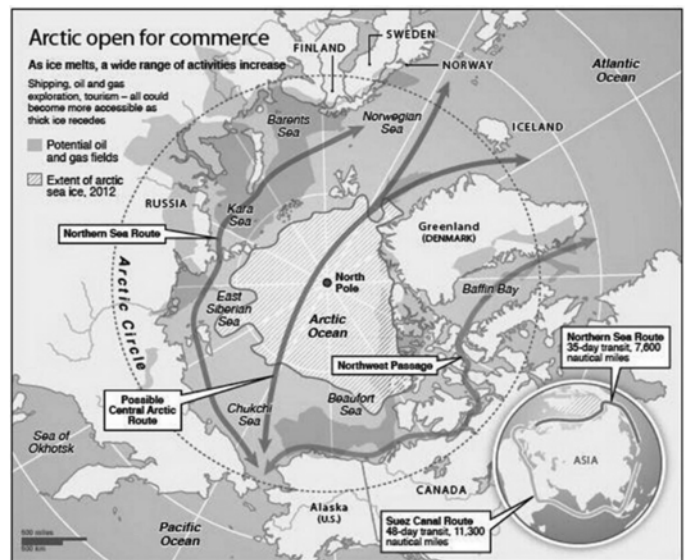 Arctic open for commerce
As ice melts, a wide range of activities increase
Shipping, oil and gas
exploration, tourism – all could
become more accessible as
thick ice recedes
Potential oil
and gas fields
Extent of arctic
sea ice, 2012
FINLAND
SWEDEN
NORWAY
Atlantic
Ocean
Barents
Sea
Norwegian
Sea
ICELAND
RUSSIA
Kara
Sea
Northern Sea Route
Greenland
(DENMARK)
Arctic Circle
North
Pole
East
Siberian
Sea
Arctic
Ocean
Baffin Bay
Northwest Passage
Northern Sea Route
35-day transit, 7,600
nautical miles
Possible
Central Arctic
Route
Chukchi
Sea
Beaufort
Sea
Sea of
Okhotsk
ASIA
CANADA
Alaska
(U.S.)
Pacific
Ocean
Suez Canal Route
48-day transit, 11,300
nautical miles
500 miles
500 km